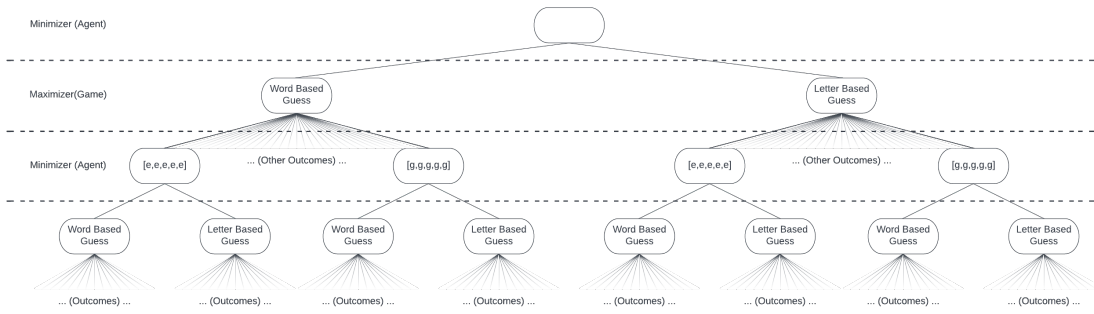 Minimizer (Agent)
Maximizer(Game)
Word Based
Guess
Letter Based
Guess
Minimizer (Agent)
[e,e,e,e,e]
... (Other Outcomes) ...
[g,g,g,g,g]
[e,e,e,e,e]
... (Other Outcomes) ...
[g,g,g,g,g]
Word Based
Guess
Letter Based
Guess
Word Based
Guess
Letter Based
Guess
Word Based
Guess
Letter Based
Guess
Word Based
Guess
Letter Based
Guess
... (Outcomes) ...
... (Outcomes) ...
... (Outcomes) ...
... (Outcomes) ...
... (Outcomes) ...
... (Outcomes) ...
... (Outcomes) ...
... (Outcomes) ...